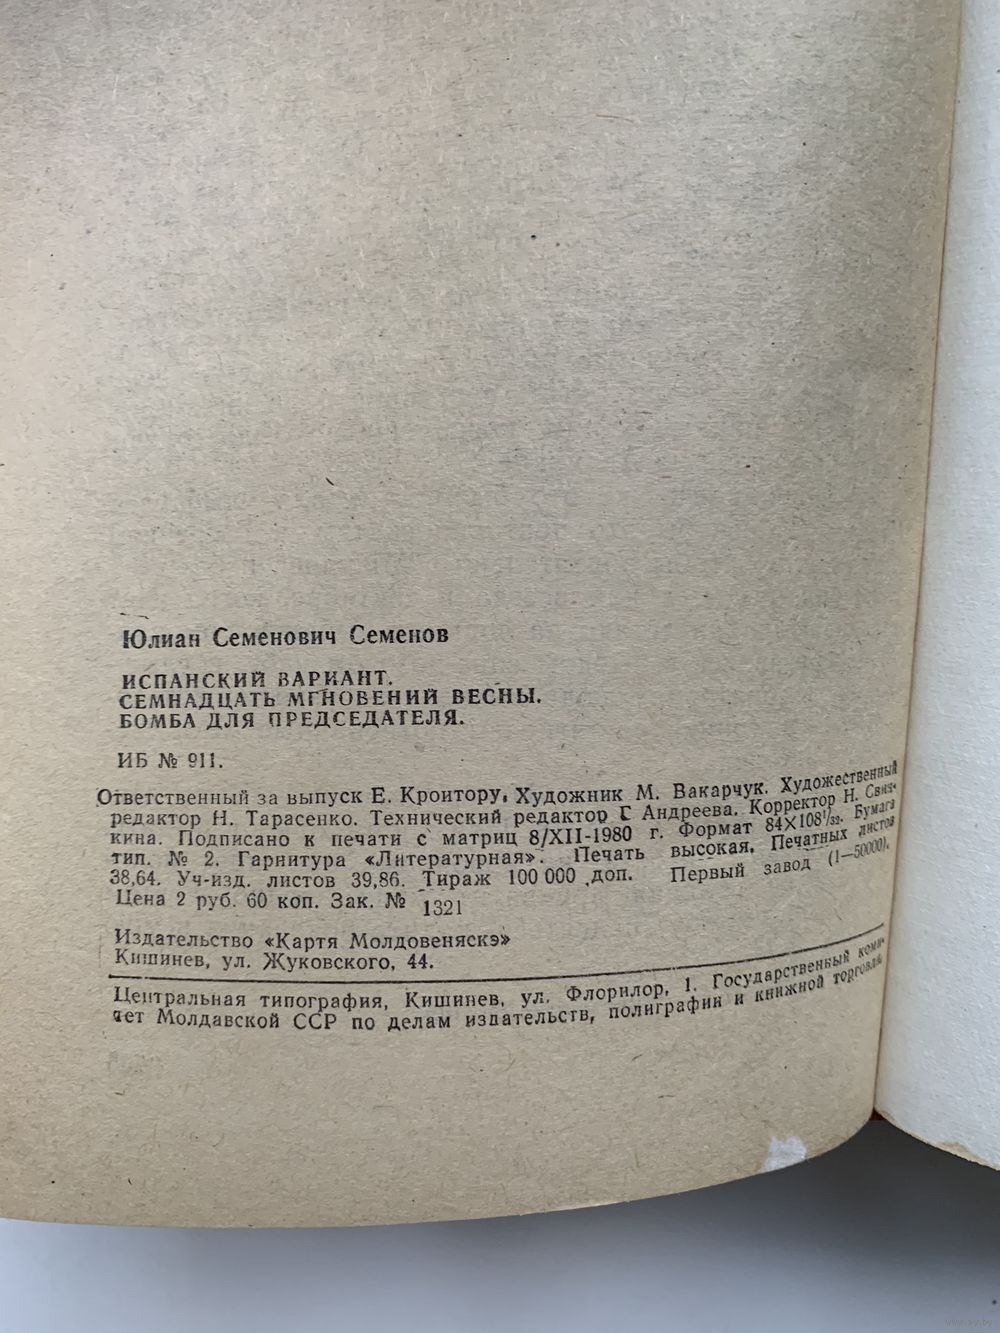 Юлиан Семенович Семенов
ИСПАНСКИЙ ВАРИАНТ.
СЕМНАДЦАТЬ МГНОВЕНИЙ ВЕСНЫ.
БОМБА ДЛЯ ПРЕДСЕДАТЕЛЯ.
ИБ № 911.
Ответственный за выпуск Е. Кроитору. Художник М. Вакарчук. Художественный
редактор Н. Тарасенко. Технический редактор Г Андреева. Корректор Н. Свин-
кина. Подписано к печати с матриц 8/XII-1980 г. Формат 84×108¹/₃₂. Бумага
тип. № 2. Гарнитура «Литературная». Печать высокая. Печатных листов
38,64. Уч-изд. листов 39,86. Тираж 100 000 доп. Первый завод (1—50000).
Цена 2 руб. 60 коп. Зак. № 1321
Издательство «Картя Молдовеняскэ»
Кишинев, ул. Жуковского, 44.
Центральная типография, Кишинев, ул. Флорилор, 1. Государственный коми-
тет Молдавской ССР по делам издательств, полиграфии и книжной торговли
www.ay.by